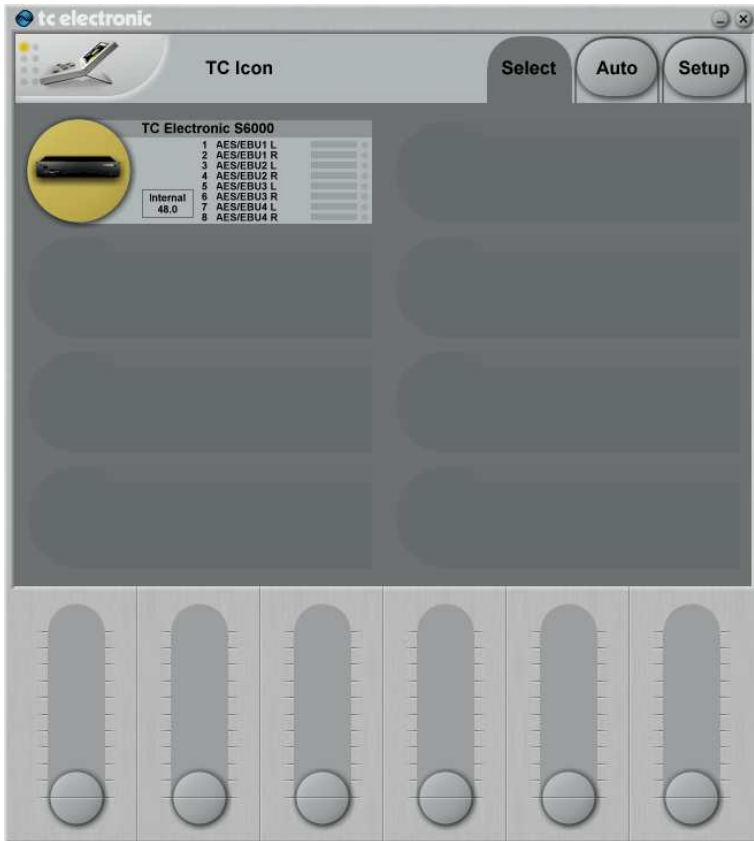 tc electronic
TC Icon
Select
Auto
Setup
TC Electronic S6000
1 AES/EBU1 L
2 AES/EBU1 R
3 AES/EBU2 L
4 AES/EBU2 R
5 AES/EBU3 L
6 AES/EBU3 R
7 AES/EBU4 L
8 AES/EBU4 R
Internal
48.0